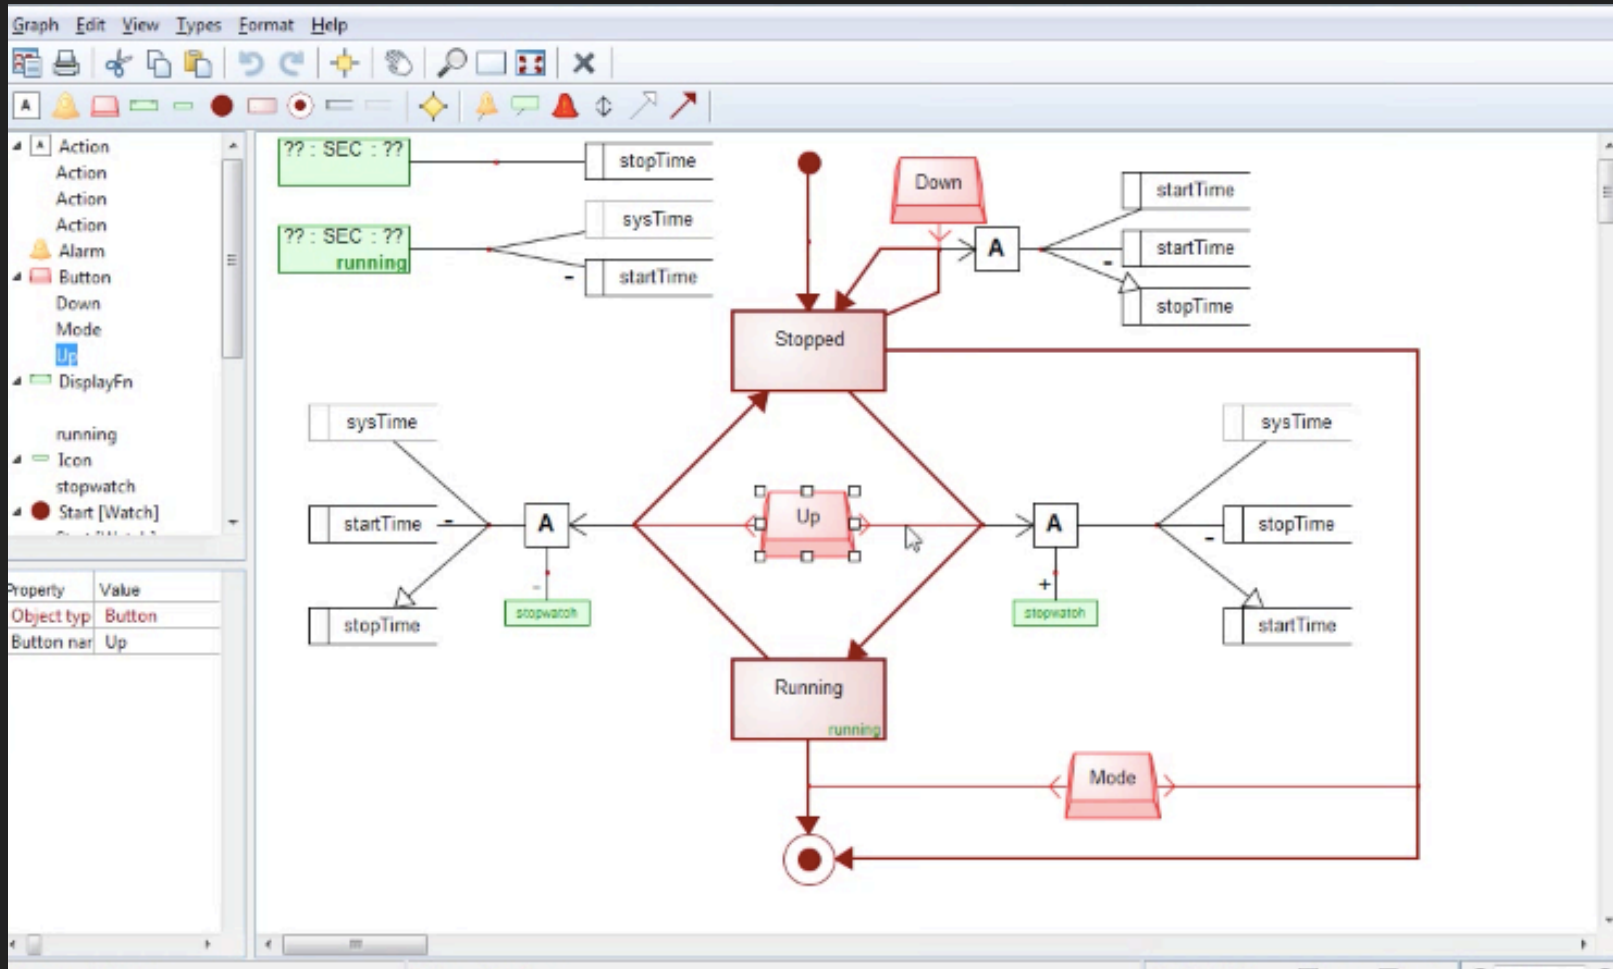 Graph Edit View Types Format Help
A
Action
Action
Action
Action
Alarm
Button
Down
Mode
Up
DisplayFn
running
Icon
stopwatch
Start [Watch]
Property Value
Object typ Button
Button nar Up
?? : SEC : ??
stopTime
?? : SEC : ??
running
sysTime
-
startTime
Down
A
startTime
startTime
-
stopTime
Stopped
sysTime
startTime
-
stopTime
A
-
stopwatch
Up
A
+
stopwatch
sysTime
stopTime
-
startTime
Running
running
Mode